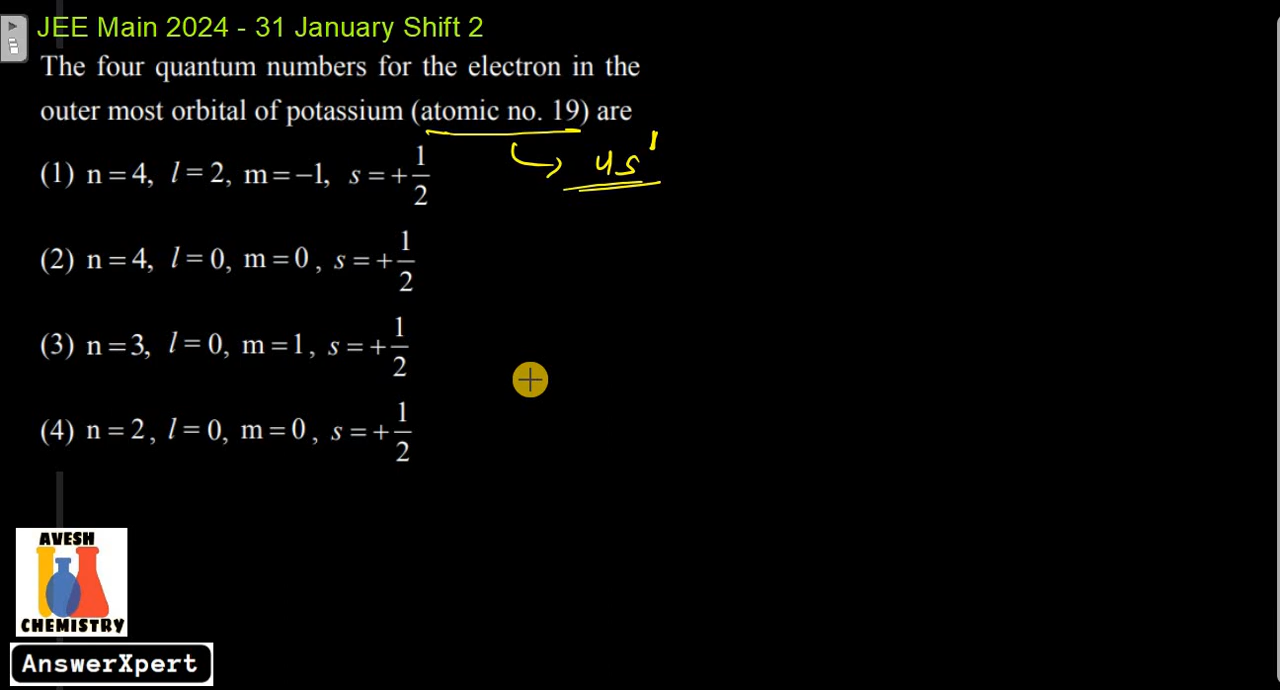 JEE Main 2024 - 31 January Shift 2
The four quantum numbers for the electron in the
outer most orbital of potassium (atomic no. 19) are
4s¹
(1) n = 4, l = 2, m = –1, s = +1/2
(2) n = 4, l = 0, m = 0, s = +1/2
(3) n = 3, l = 0, m = 1, s = +1/2
(4) n = 2, l = 0, m = 0, s = +1/2
AVESH
CHEMISTRY
AnswerXpert